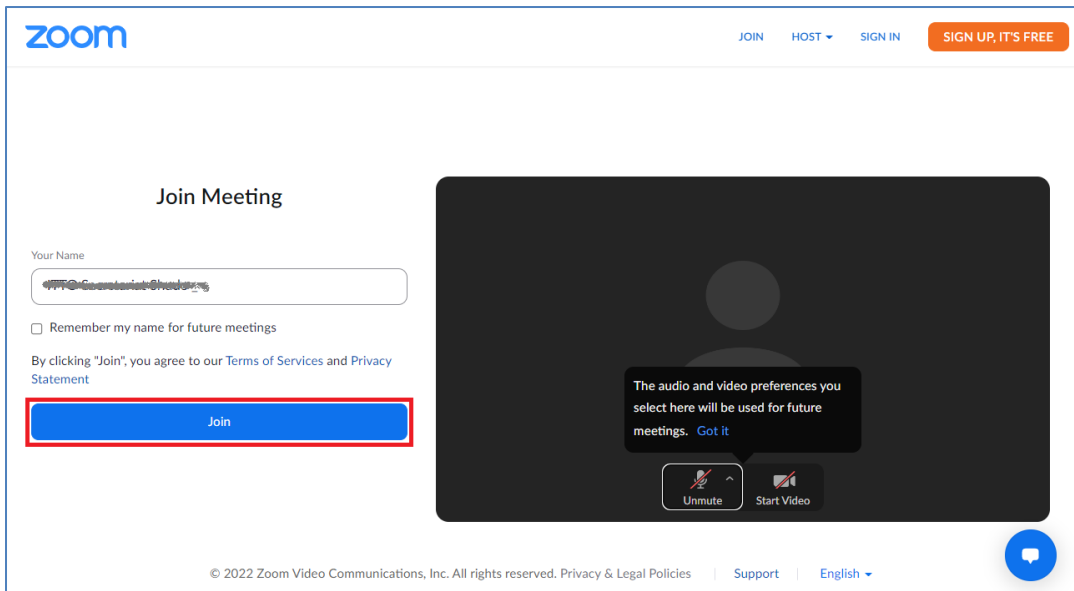 zoom
JOIN HOST SIGN IN SIGN UP, IT'S FREE
Join Meeting
Your Name
Remember my name for future meetings
By clicking "Join", you agree to our Terms of Services and Privacy
Statement
Join
The audio and video preferences you
select here will be used for future
meetings. Got it
Unmute Start Video
© 2022 Zoom Video Communications, Inc. All rights reserved. Privacy & Legal Policies Support English